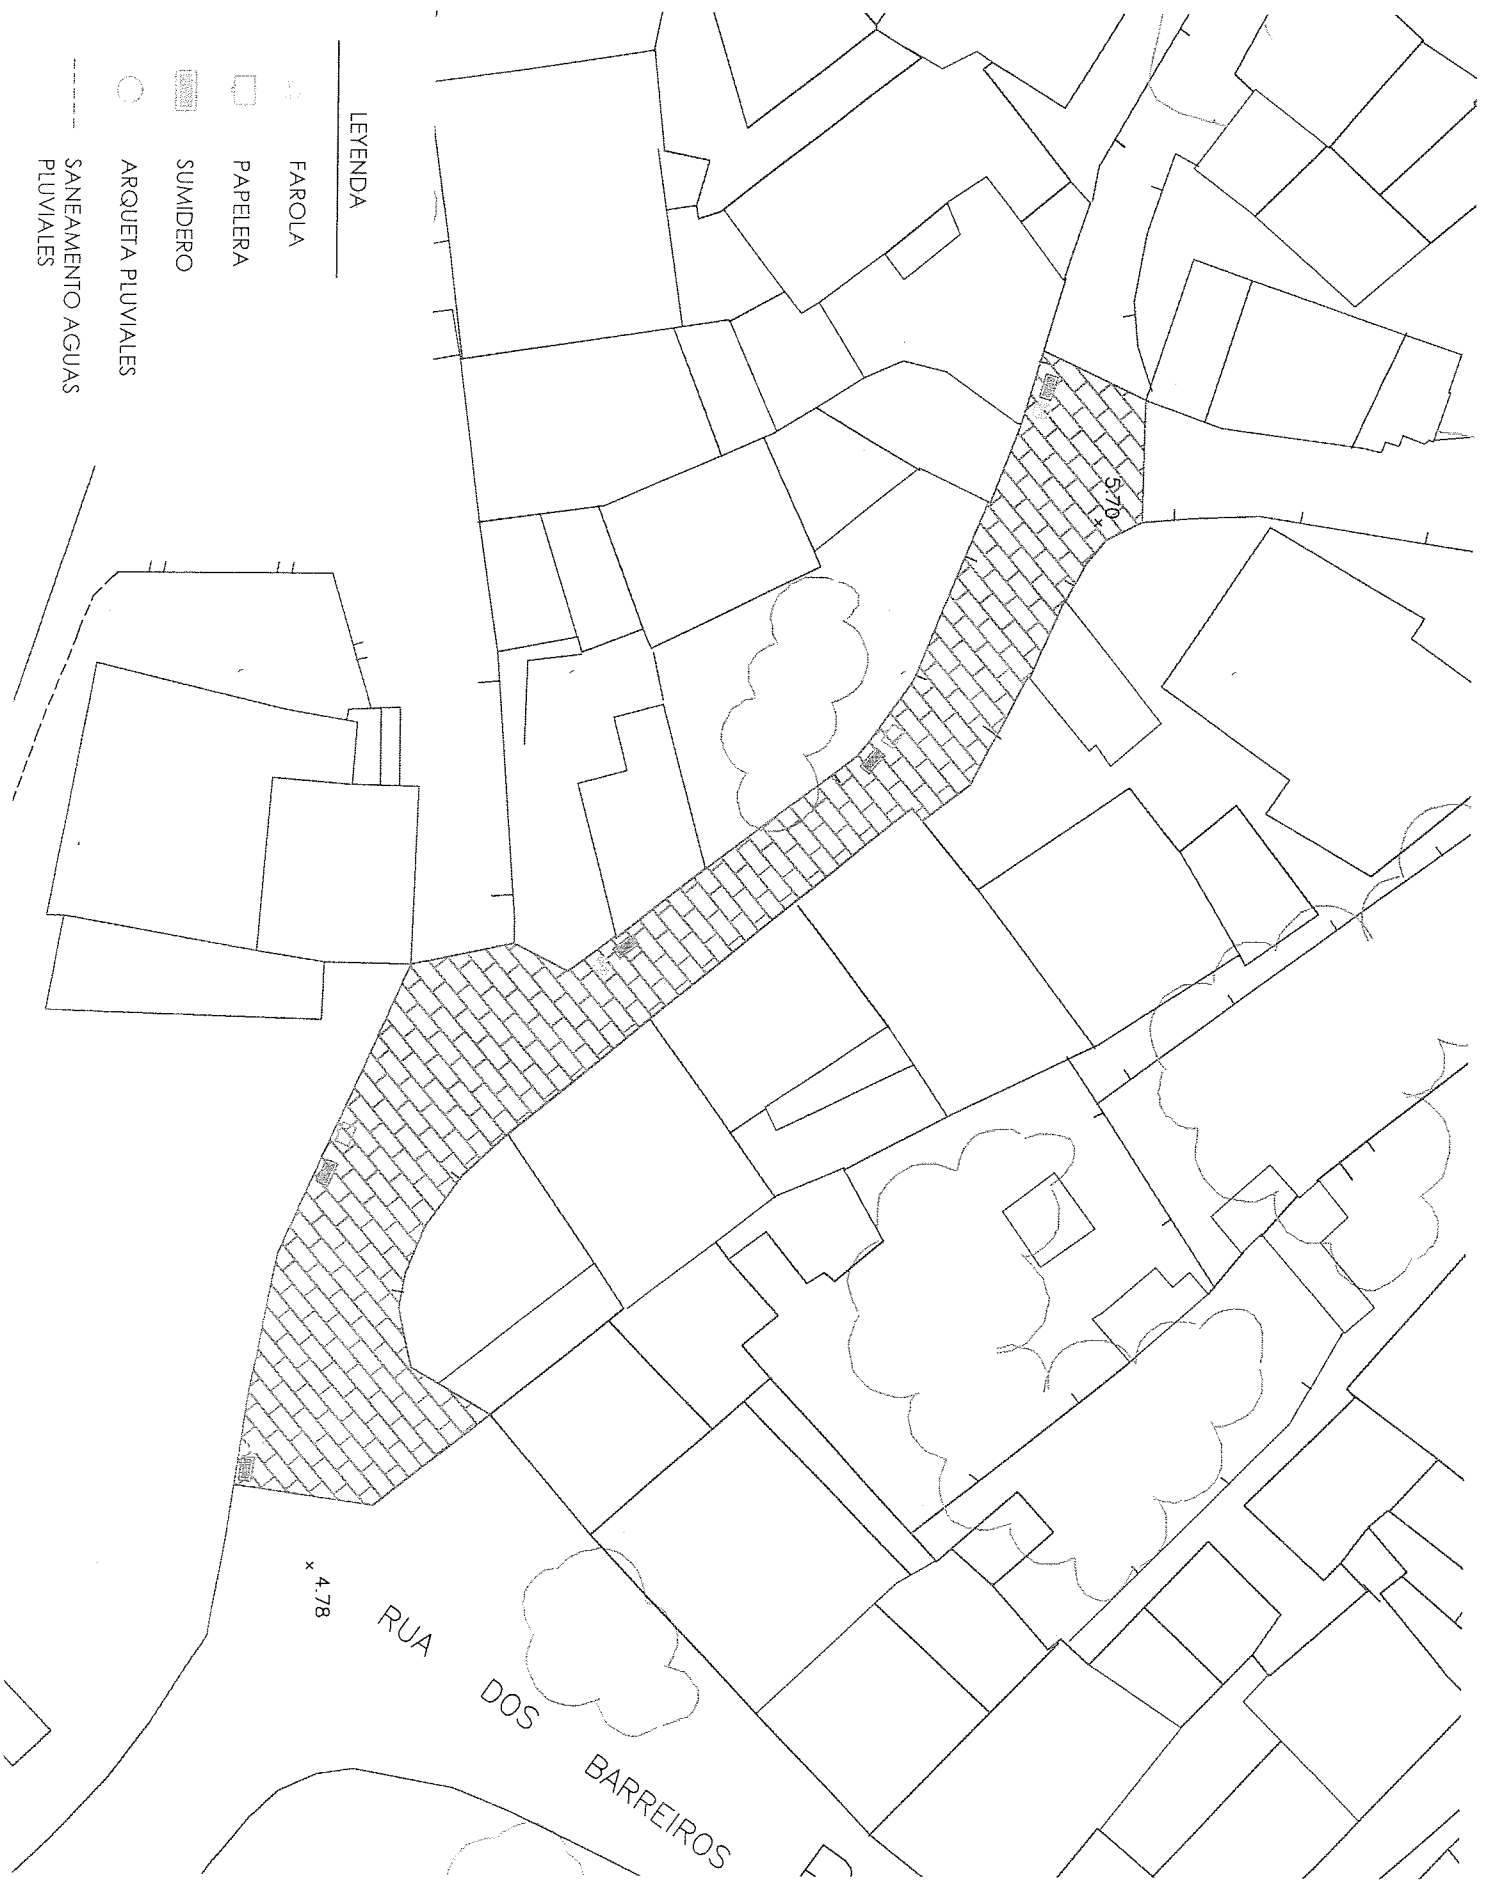 LEYENDA
FAROLA
PAPELERA
SUMIDERO
ARQUETA PLUVIALES
SANEAMENTO AGUAS
PLUVIALES
5.70
4.78
RUA
DOS
BARREIROS